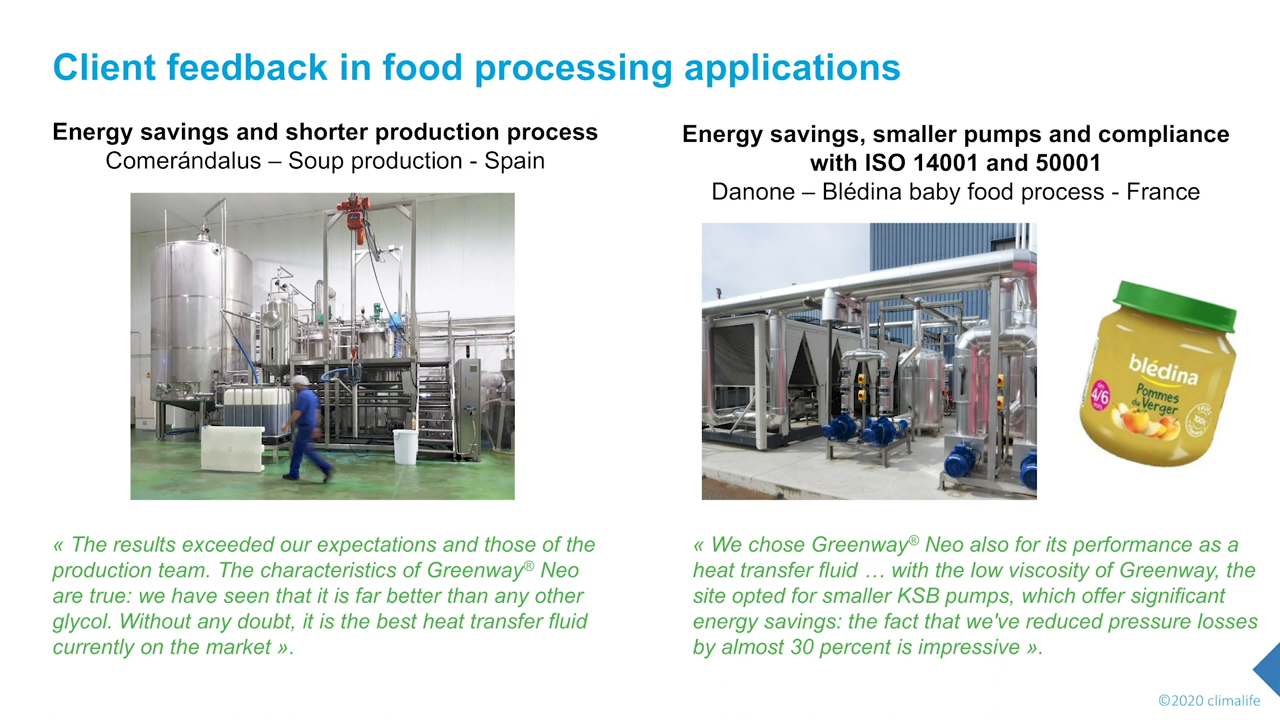 Client feedback in food processing applications
Energy savings and shorter production process
Comerándalus – Soup production - Spain
Energy savings, smaller pumps and compliance
with ISO 14001 and 50001
Danone – Blédina baby food process - France
blédina
Pommes
du Verger
4/6
« The results exceeded our expectations and those of the
production team. The characteristics of Greenway® Neo
are true: we have seen that it is far better than any other
glycol. Without any doubt, it is the best heat transfer fluid
currently on the market ».
« We chose Greenway® Neo also for its performance as a
heat transfer fluid … with the low viscosity of Greenway, the
site opted for smaller KSB pumps, which offer significant
energy savings: the fact that we've reduced pressure losses
by almost 30 percent is impressive ».
©2020 climalife